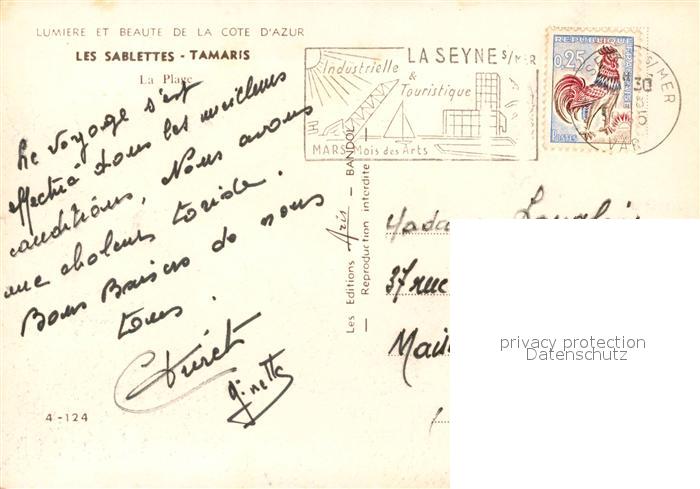 LUMIERE ET BEAUTE DE LA COTE D'AZUR
LES SABLETTES - TAMARIS
La Plage
Le voyage s'est
effectué dans les meilleures
conditions. Nous avons
une chaleur torride.
Bons Baisers de nous
tous.
Ginette
4-124
Les Editions Aris - BANDOL
Reproduction interdite
LA SEYNE S/MER
Industrielle
&
Touristique
MARS Mois des Arts
REPUBLIQUE FRANÇAISE
0,25
POSTES
S/MER
30
VAR
37 rue
privacy protection
Datenschutz